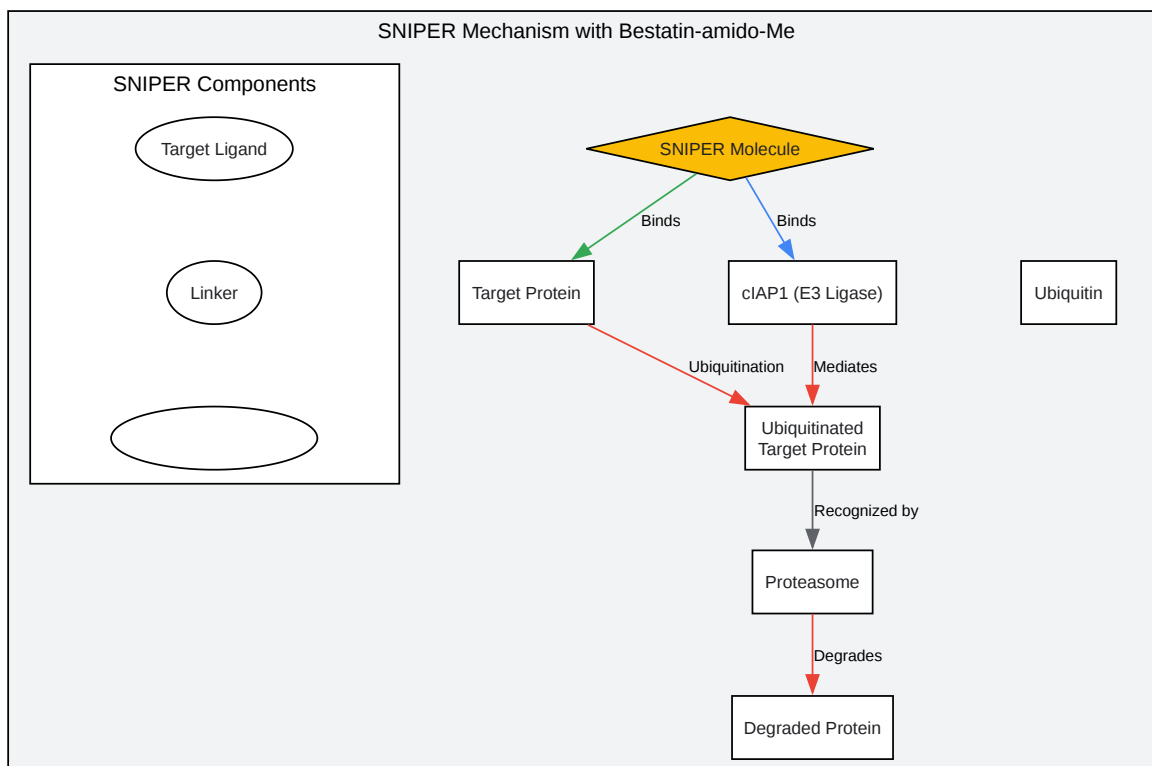 SNIPER Mechanism with Bestatin-amido-Me
SNIPER Components
Target Ligand
Linker
SNIPER Molecule
Binds
Binds
Target Protein
cIAP1 (E3 Ligase)
Ubiquitin
Ubiquitination
Mediates
Ubiquitinated
Target Protein
Recognized by
Proteasome
Degrades
Degraded Protein